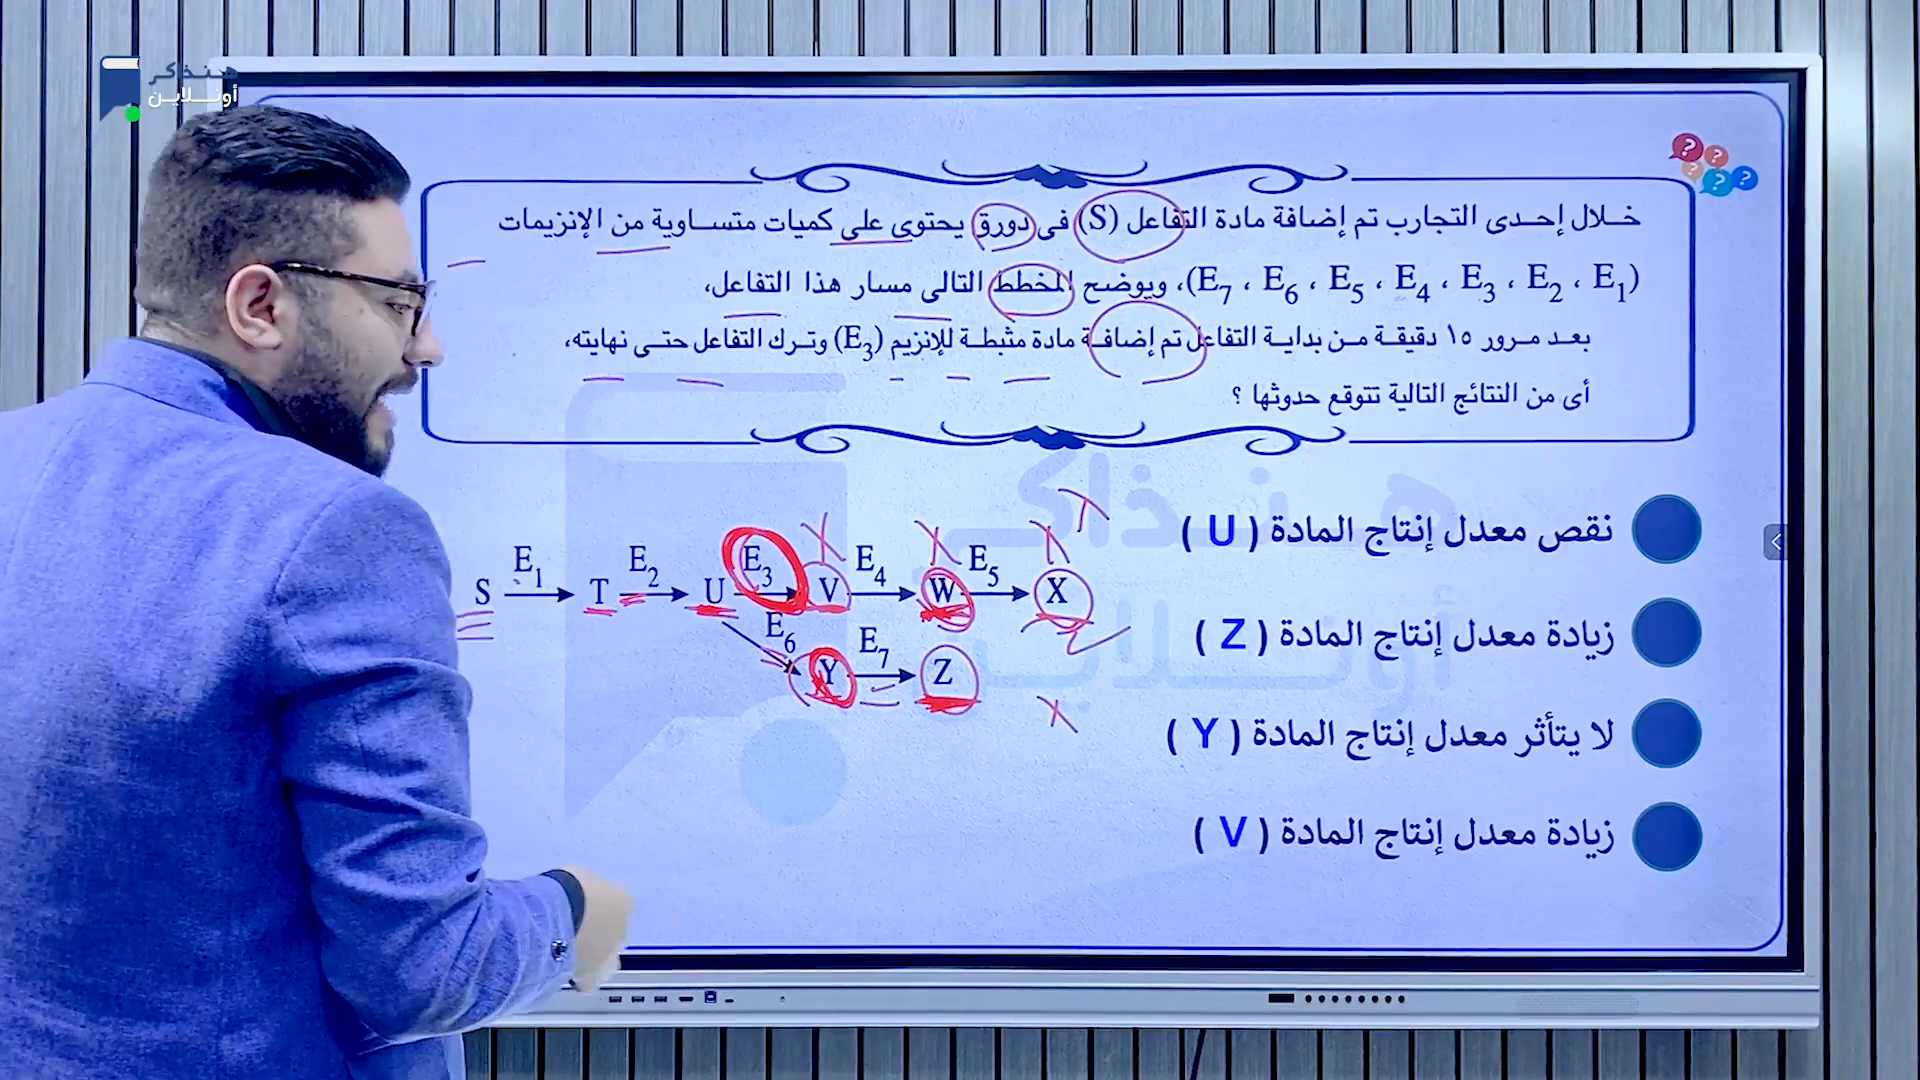 هنذاكر
أونلاين
خلال إحدى التجارب تم إضافة مادة التفاعل (S) فى دورق يحتوى على كميات متساوية من الإنزيمات
(E1 ، E2 ، E3 ، E4 ، E5 ، E6 ، E7)، ويوضح المخطط التالى مسار هذا التفاعل،
بعد مرور ١٥ دقيقة من بداية التفاعل تم إضافة مادة مثبطة للإنزيم (E3) وترك التفاعل حتى نهايته،
أى من النتائج التالية تتوقع حدوثها ؟
نقص معدل إنتاج المادة ( U )
زيادة معدل إنتاج المادة ( Z )
لا يتأثر معدل إنتاج المادة ( Y )
زيادة معدل إنتاج المادة ( V )
E1 E2 E3 E4 E5
S T U V W X
E6 E7
Y Z
هنذاكر
أونلاين
? ? ? ? ?